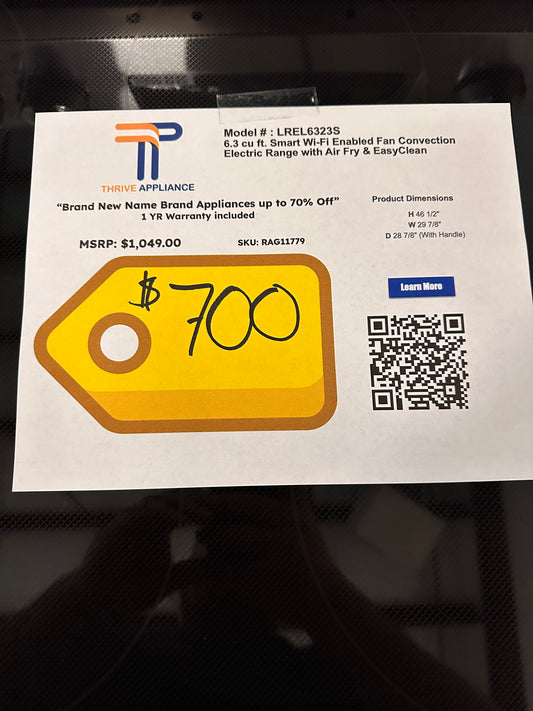 TP
THRIVE APPLIANCE
Model # : LREL6323S
6.3 cu ft. Smart Wi-Fi Enabled Fan Convection
Electric Range with Air Fry & EasyClean
“Brand New Name Brand Appliances up to 70% Off”
1 YR Warranty included
MSRP: $1,049.00
SKU: RAG11779
$700
Product Dimensions
H 46 1/2"
W 29 7/8"
D 28 7/8" (With Handle)
Learn More